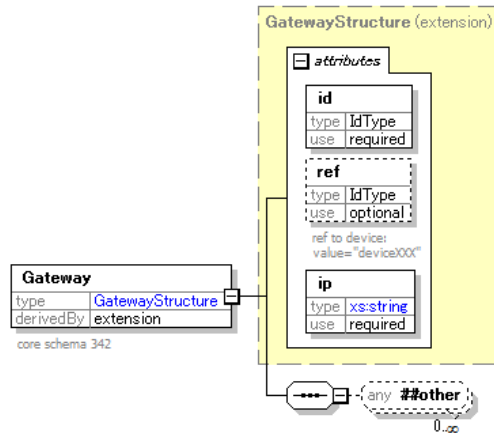 GatewayStructure (extension)
attributes
id
type IdType
use required
ref
type IdType
use optional
ref to device:
value="deviceXXX"
Gateway
type GatewayStructure
derivedBy extension
core schema 342
ip
type xs:string
use required
any ##other
0..∞